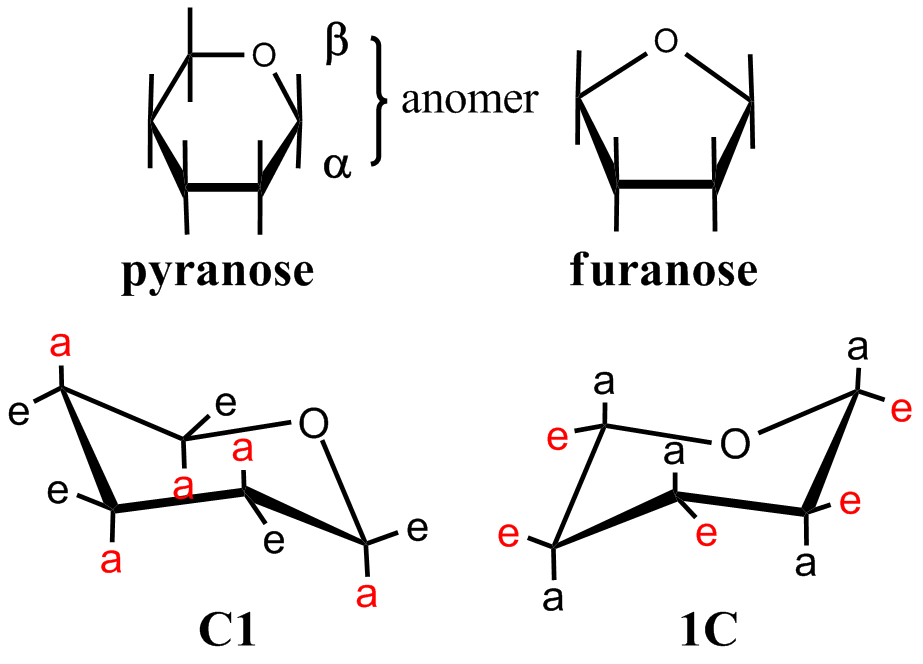 O β O
anomer
α
pyranose furanose
a a
e e O a e
a e O a
e a a e
a e e e e
a a a a
C1 1C